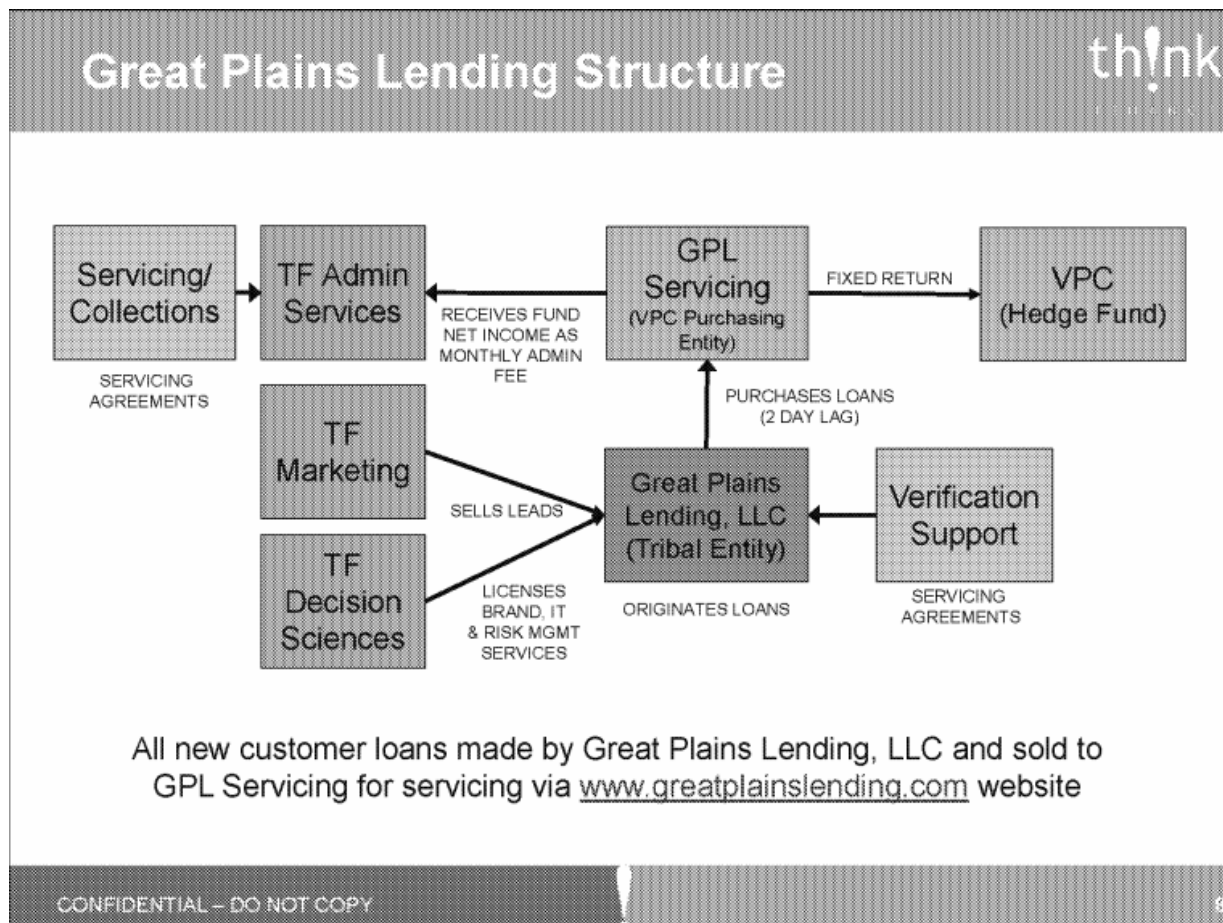 Great Plains Lending Structure
th!nk
FINANCE
Servicing/
Collections
SERVICING
AGREEMENTS
TF Admin
Services
RECEIVES FUND
NET INCOME AS
MONTHLY ADMIN
FEE
GPL
Servicing
(VPC Purchasing
Entity)
FIXED RETURN
VPC
(Hedge Fund)
PURCHASES LOANS
(2 DAY LAG)
TF
Marketing
SELLS LEADS
TF
Decision
Sciences
LICENSES
BRAND, IT
& RISK MGMT
SERVICES
Great Plains
Lending, LLC
(Tribal Entity)
ORIGINATES LOANS
Verification
Support
SERVICING
AGREEMENTS
All new customer loans made by Great Plains Lending, LLC and sold to
GPL Servicing for servicing via www.greatplainslending.com website
CONFIDENTIAL – DO NOT COPY